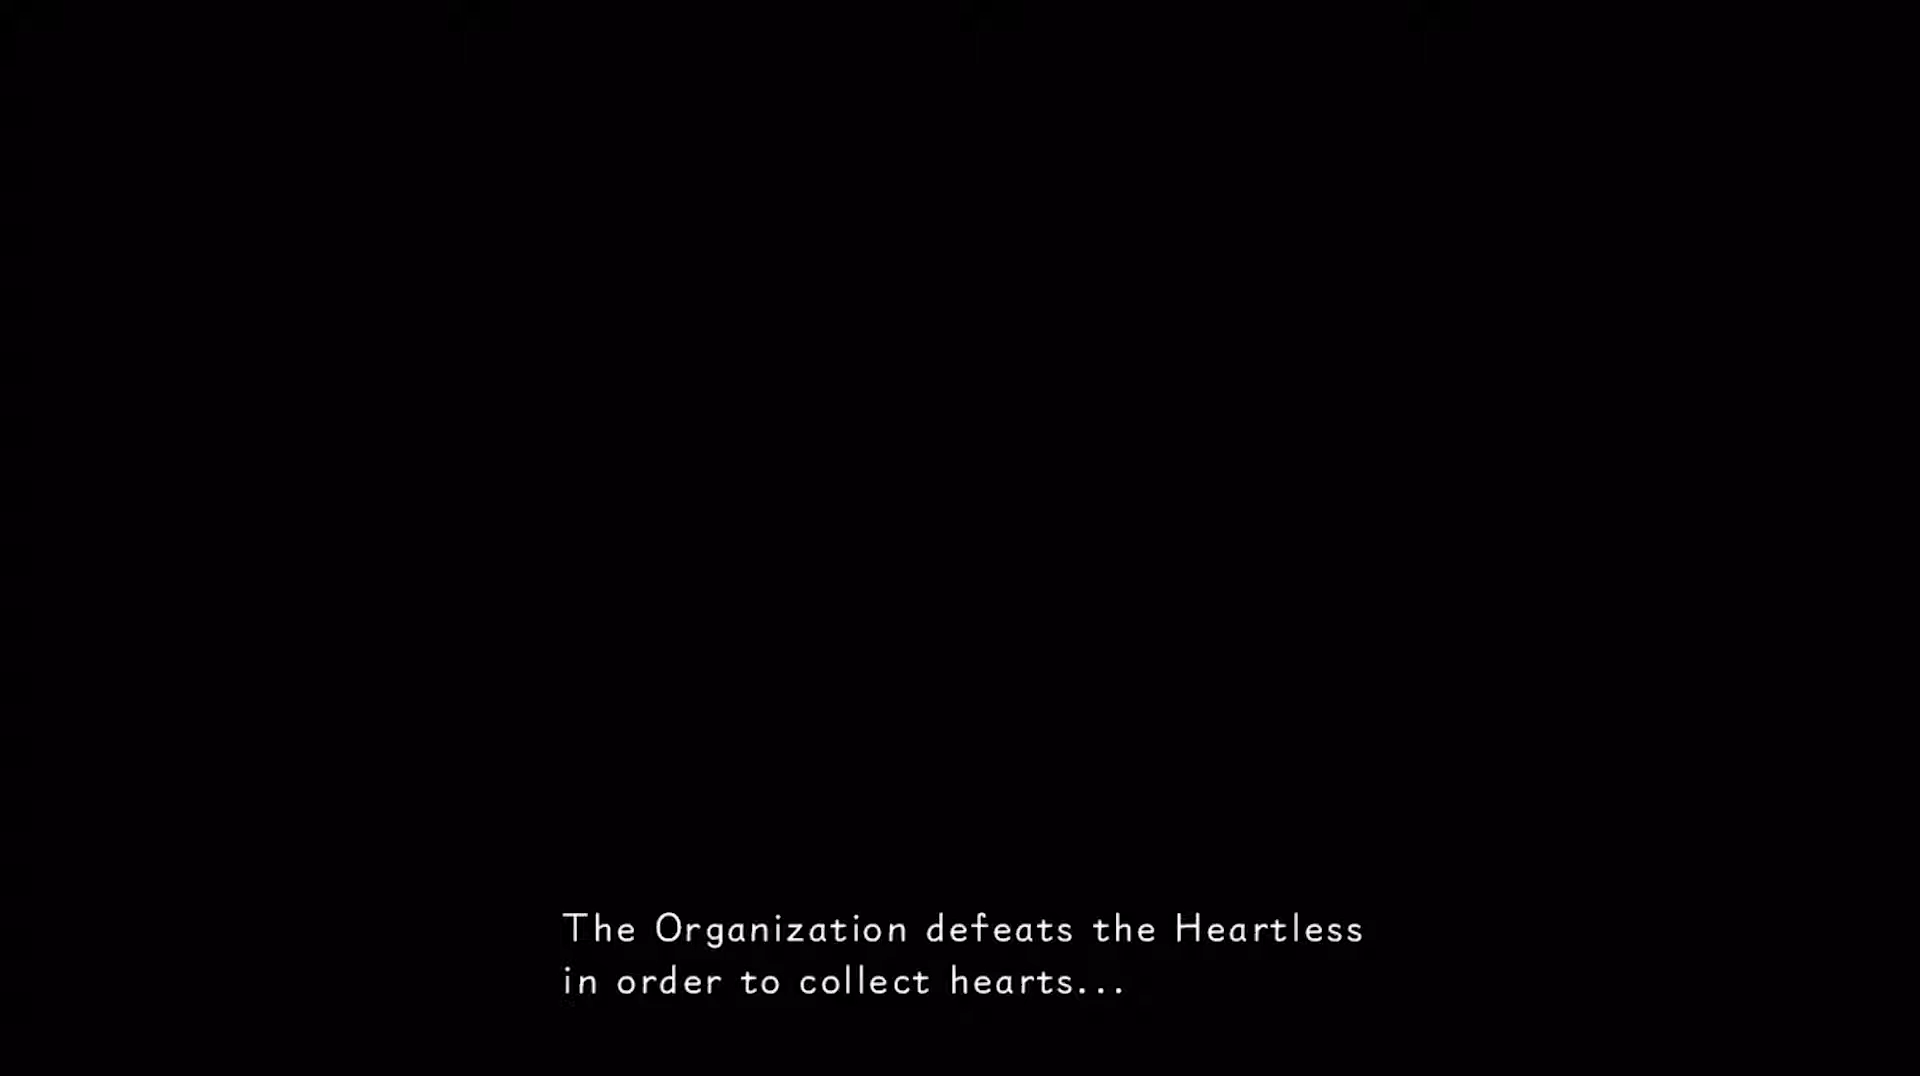 The Organization defeats the Heartless
in order to collect hearts...